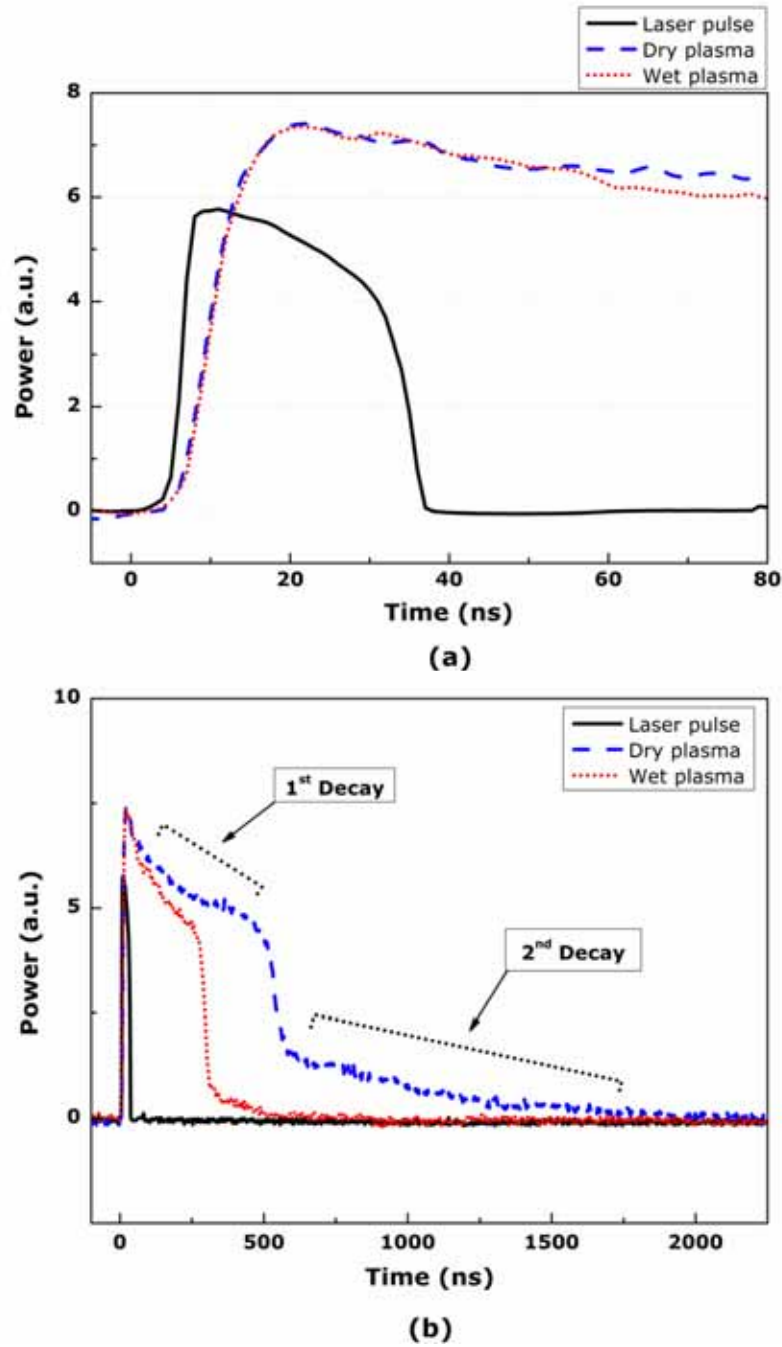 Laser pulse
Dry plasma
Wet plasma
8
6
4
2
0
Power (a.u.)
0 20 40 60 80
Time (ns)
(a)
10
5
0
Power (a.u.)
Laser pulse
Dry plasma
Wet plasma
1st Decay
2nd Decay
0 500 1000 1500 2000
Time (ns)
(b)